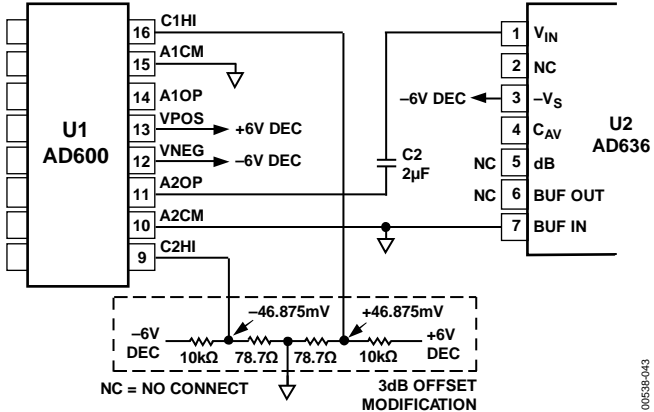 U1
AD600
16 C1HI
15 A1CM
14 A1OP
13 VPOS
+6V DEC
12 VNEG
–6V DEC
11 A2OP
10 A2CM
9 C2HI
C2
2µF
1 VIN
2 NC
–6V DEC
3 –VS
4 CAV
NC 5 dB
NC 6 BUF OUT
7 BUF IN
U2
AD636
–46.875mV
+46.875mV
–6V
DEC
10kΩ
78.7Ω
78.7Ω
10kΩ
+6V
DEC
NC = NO CONNECT
3dB OFFSET
MODIFICATION
00538-043